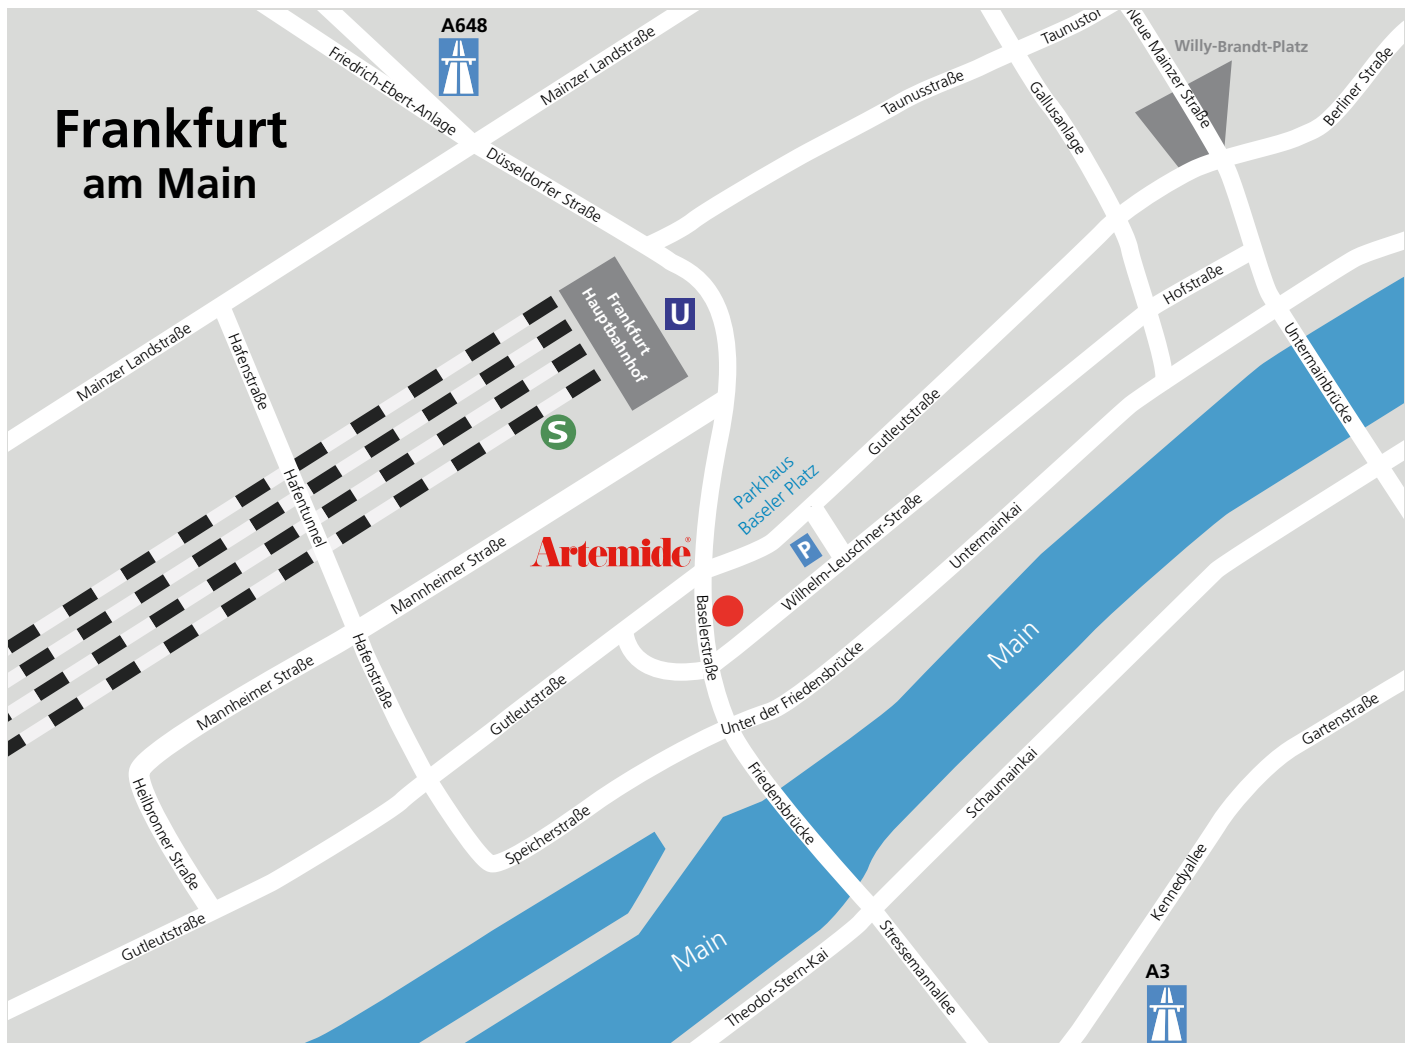 A648
Frankfurt
am Main
Friedrich-Ebert-Anlage
Mainzer Landstraße
Düsseldorfer Straße
Taunusstraße
Taunustor
Neue Mainzer Straße
Willy-Brandt-Platz
Berliner Straße
Gallusanlage
Hofstraße
Untermainbrücke
Mainzer Landstraße
Hafenstraße
Frankfurt
Hauptbahnhof
U
S
Hafentunnel
Gutleutstraße
Parkhaus
Baseler Platz
P
Wilhelm-Leuschner-Straße
Untermainkai
Artemide®
Mannheimer Straße
Baselerstraße
Mannheimer Straße
Hafenstraße
Gutleutstraße
Unter der Friedensbrücke
Main
Gartenstraße
Heilbronner Straße
Speicherstraße
Friedensbrücke
Schaumainkai
Kennedyallee
Gutleutstraße
Main
Theodor-Stern-Kai
Stressemannallee
A3